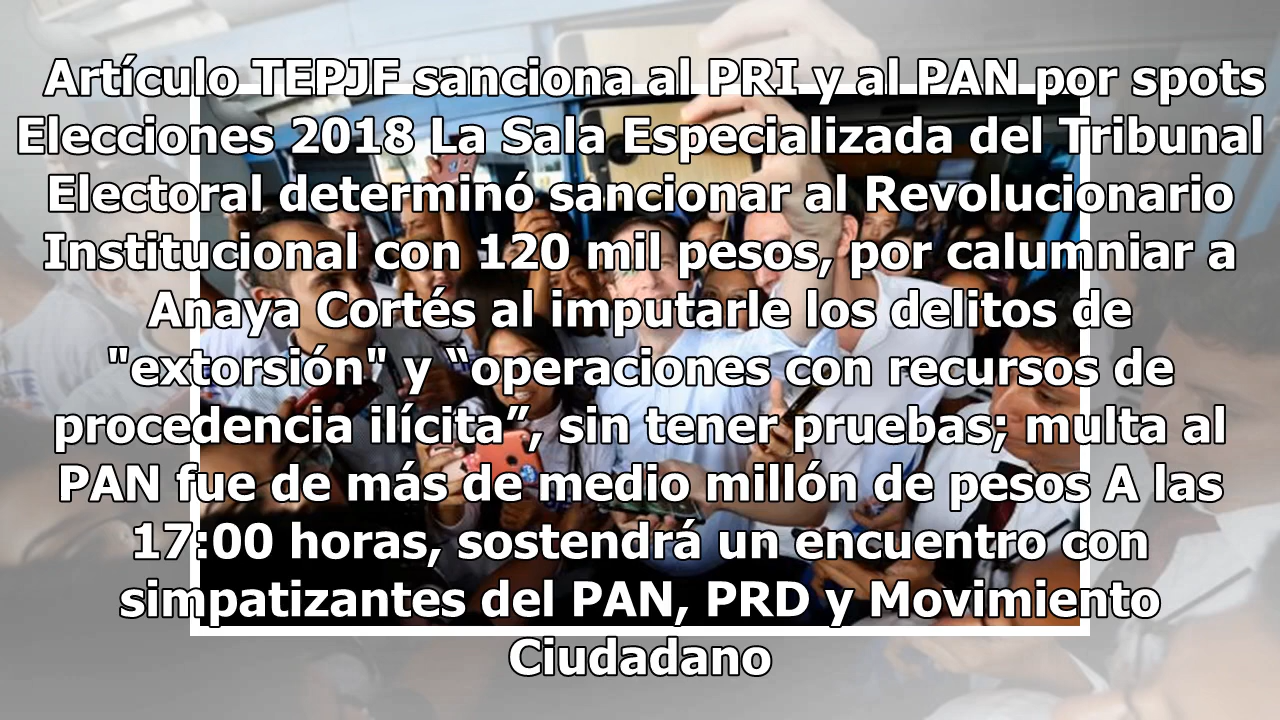 Artículo TEPJF sanciona al PRI y al PAN por spots
Elecciones 2018 La Sala Especializada del Tribunal
Electoral determinó sancionar al Revolucionario
Institucional con 120 mil pesos, por calumniar a
Anaya Cortés al imputarle los delitos de
"extorsión" y “operaciones con recursos de
procedencia ilícita”, sin tener pruebas; multa al
PAN fue de más de medio millón de pesos A las
17:00 horas, sostendrá un encuentro con
simpatizantes del PAN, PRD y Movimiento
Ciudadano